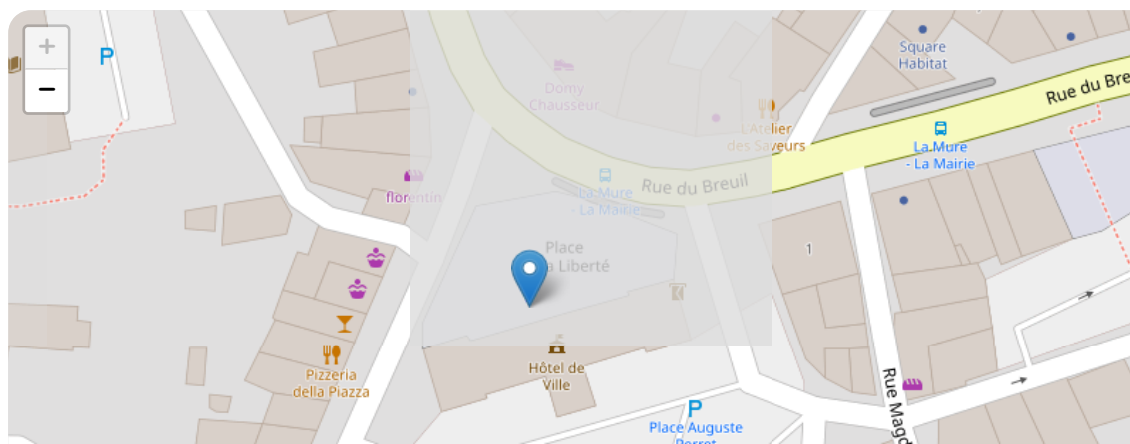 +
−
P
Domy
Chausseur
Square
Habitat
Rue du Bre
L'Atelier
des Saveurs
La Mure
- La Mairie
florentin
La Mure
- La Mairie
Rue du Breuil
Place
a Liberté
1
Pizzeria
della Piazza
Hôtel de
Ville
Rue Magd
P
Place Auguste
Perret